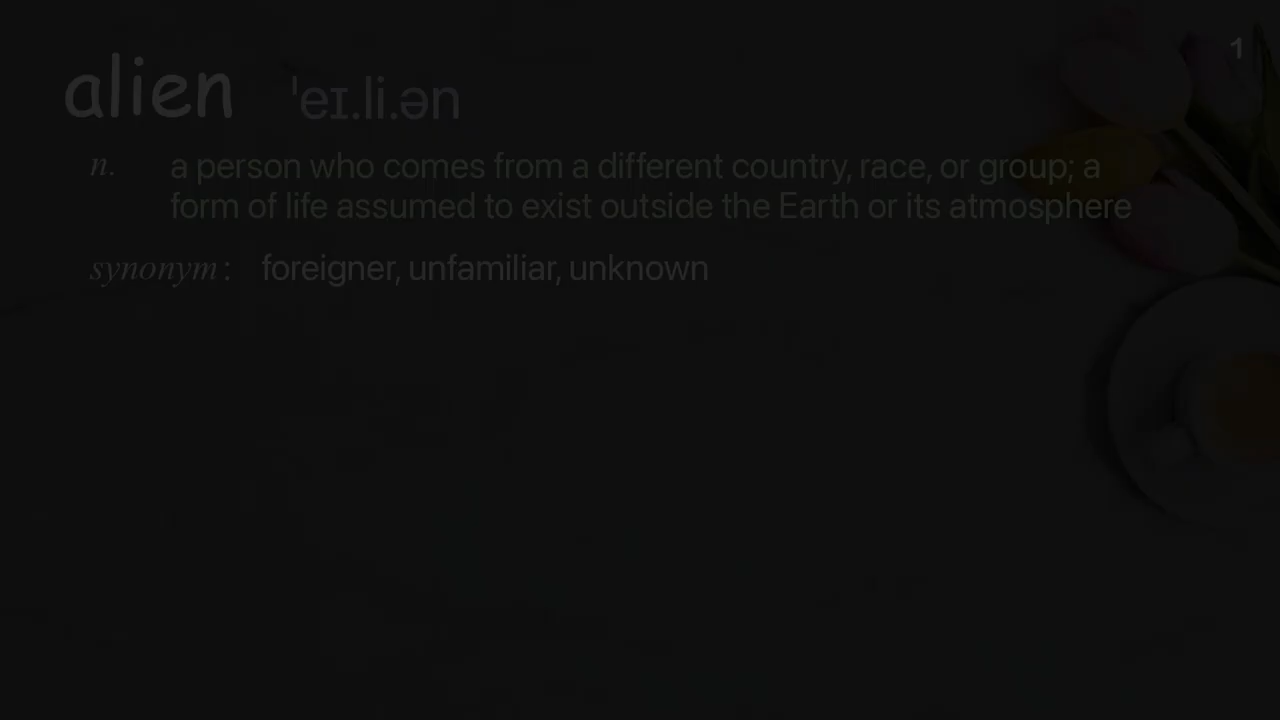 1
alien ˈeɪ.li.ən
n. a person who comes from a different country, race, or group; a
form of life assumed to exist outside the Earth or its atmosphere
synonym : foreigner, unfamiliar, unknown